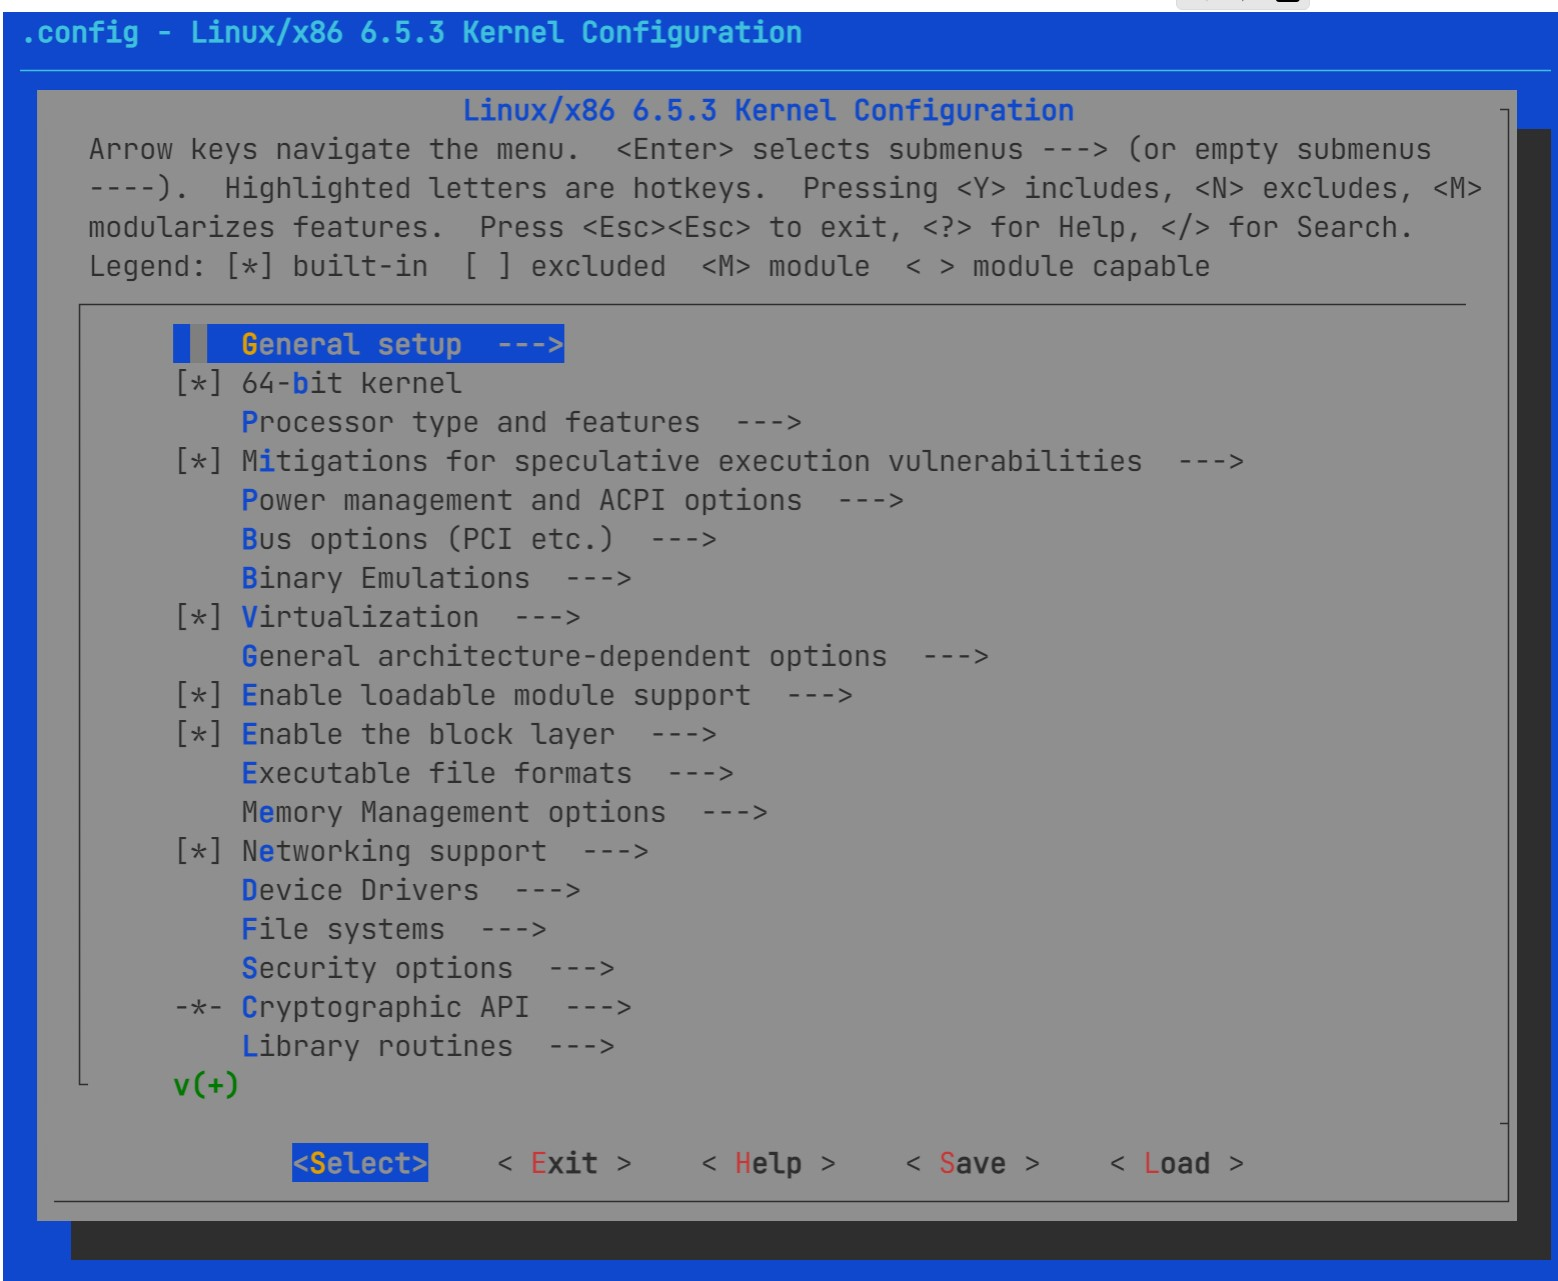 .config - Linux/x86 6.5.3 Kernel Configuration
Linux/x86 6.5.3 Kernel Configuration
Arrow keys navigate the menu.  <Enter> selects submenus ---> (or empty submenus
----).  Highlighted letters are hotkeys.  Pressing <Y> includes, <N> excludes, <M>
modularizes features.  Press <Esc><Esc> to exit, <?> for Help, </> for Search.
Legend: [*] built-in  [ ] excluded  <M> module  < > module capable
General setup  --->
[*] 64-bit kernel
Processor type and features  --->
[*] Mitigations for speculative execution vulnerabilities  --->
Power management and ACPI options  --->
Bus options (PCI etc.)  --->
Binary Emulations  --->
[*] Virtualization  --->
General architecture-dependent options  --->
[*] Enable loadable module support  --->
[*] Enable the block layer  --->
Executable file formats  --->
Memory Management options  --->
[*] Networking support  --->
Device Drivers  --->
File systems  --->
Security options  --->
-*- Cryptographic API  --->
Library routines  --->
v(+)
<Select>    < Exit >    < Help >    < Save >    < Load >